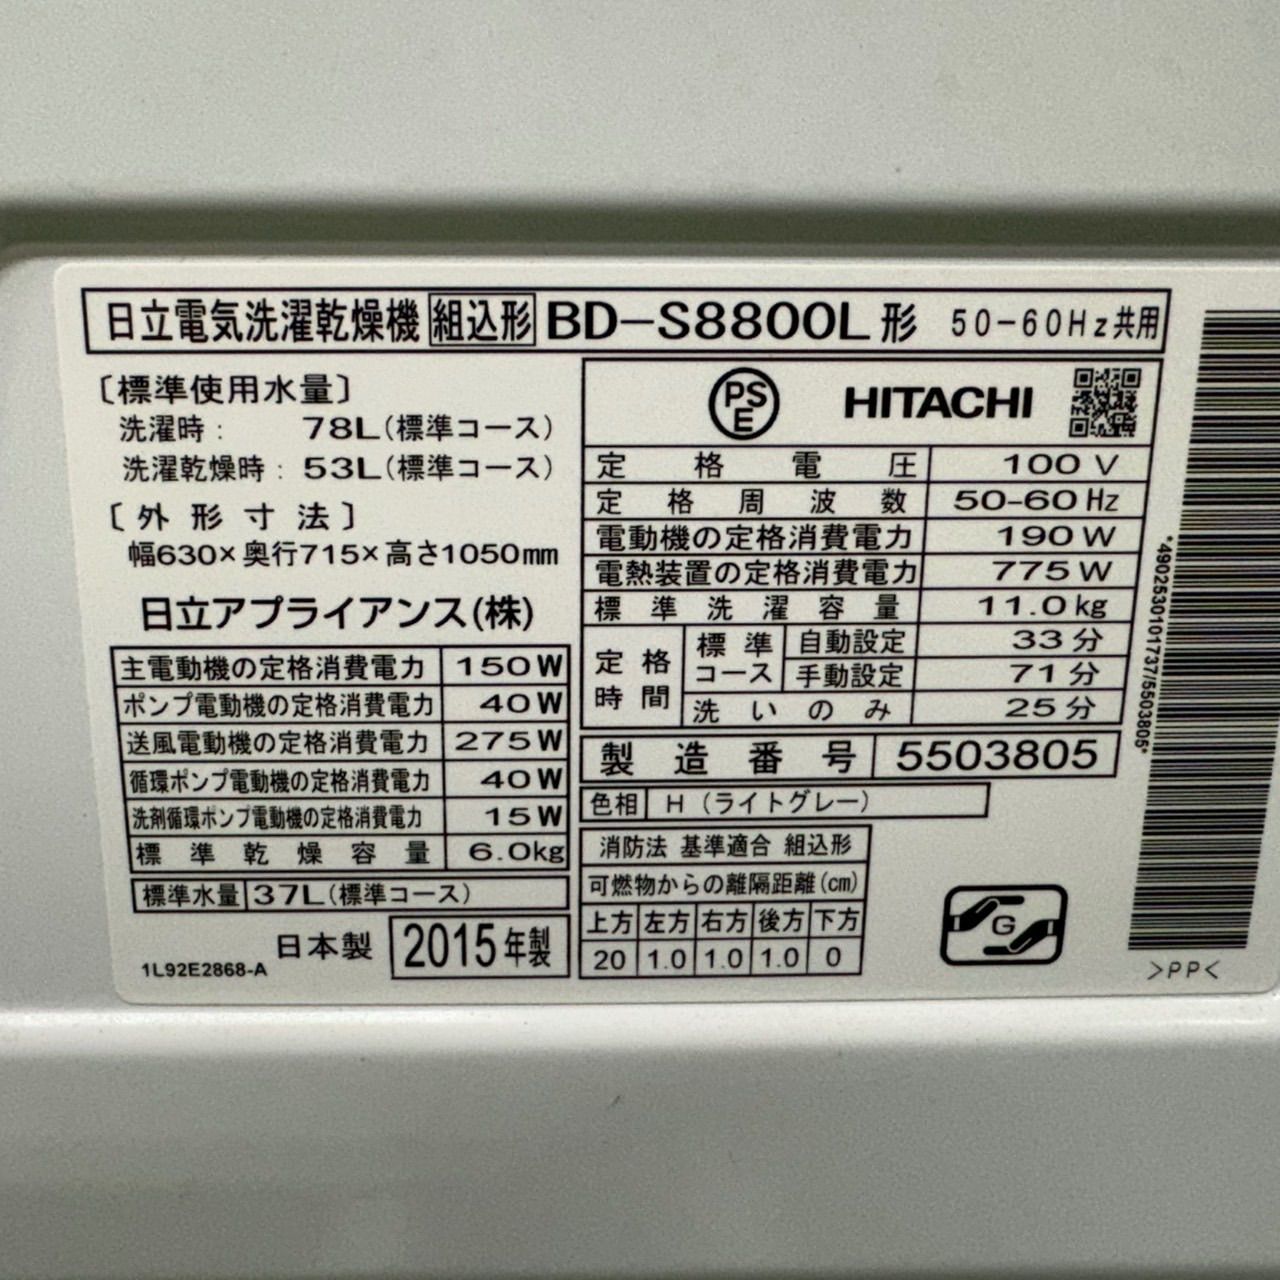 日立電気洗濯乾燥機 組込形 BD-S8800L形 50-60Hz共用
〔標準使用水量〕
洗濯時: 78L(標準コース)
洗濯乾燥時: 53L(標準コース)
〔外形寸法〕
幅630×奥行715×高さ1050mm
日立アプライアンス(株)
主電動機の定格消費電力 150W
ポンプ電動機の定格消費電力 40W
送風電動機の定格消費電力 275W
循環ポンプ電動機の定格消費電力 40W
洗剤循環ポンプ電動機の定格消費電力 15W
標準乾燥容量 6.0kg
標準水量 37L(標準コース)
日本製 2015年製
1L92E2868-A
PSE HITACHI
定格電圧 100V
定格周波数 50-60Hz
電動機の定格消費電力 190W
電熱装置の定格消費電力 775W
標準洗濯容量 11.0kg
定格時間 標準コース 自動設定 33分
手動設定 71分
洗いのみ 25分
製造番号 5503805
色相 H(ライトグレー)
消防法 基準適合 組込形
可燃物からの離隔距離(cm)
上方 左方 右方 後方 下方
20 1.0 1.0 1.0 0
G
*4902530101737/5503805*
>PP<